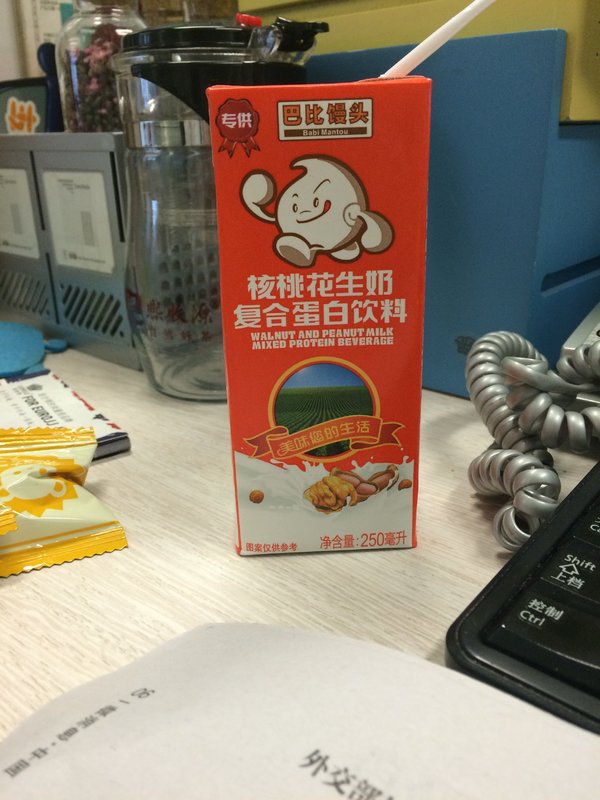 专供
巴比馒头
Babi Mantou
核桃花生奶
复合蛋白饮料
WALNUT AND PEANUT MILK
MIXED PROTEIN BEVERAGE
美味您的生活
图案仅供参考
净含量:250毫升
Shift
上档
控制
Ctrl
外交部